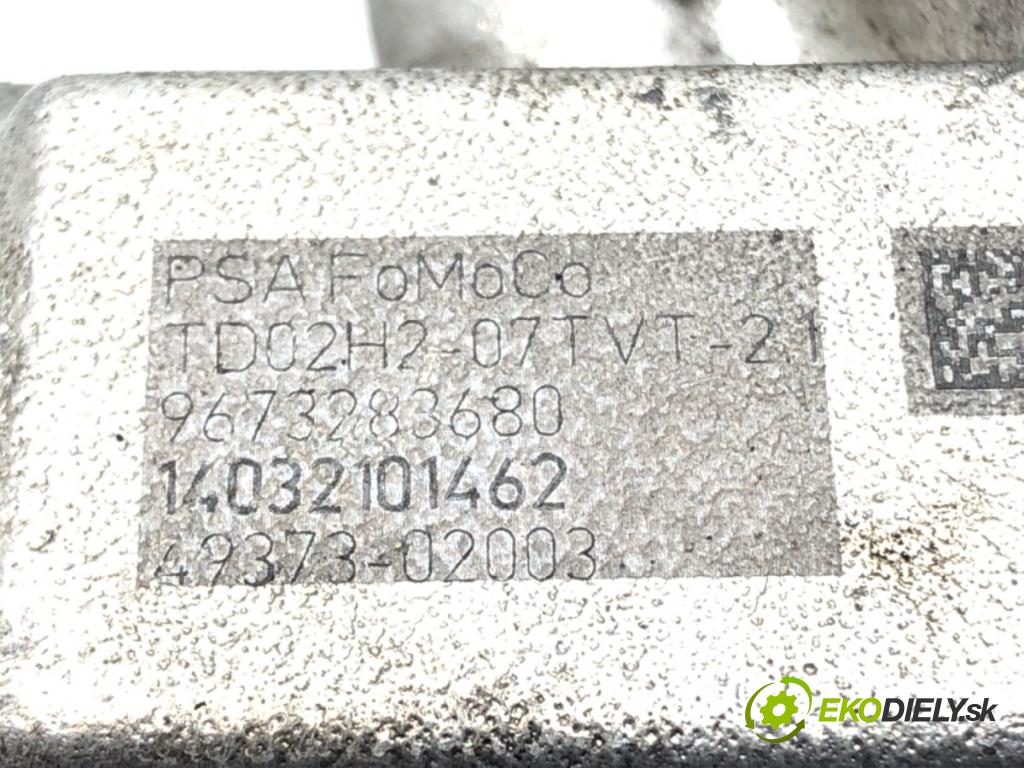 PSA FoMoCo
TD02H2-07TVT-2.1
9673283680
14032101462
49373-02003
EKODIELY.sk